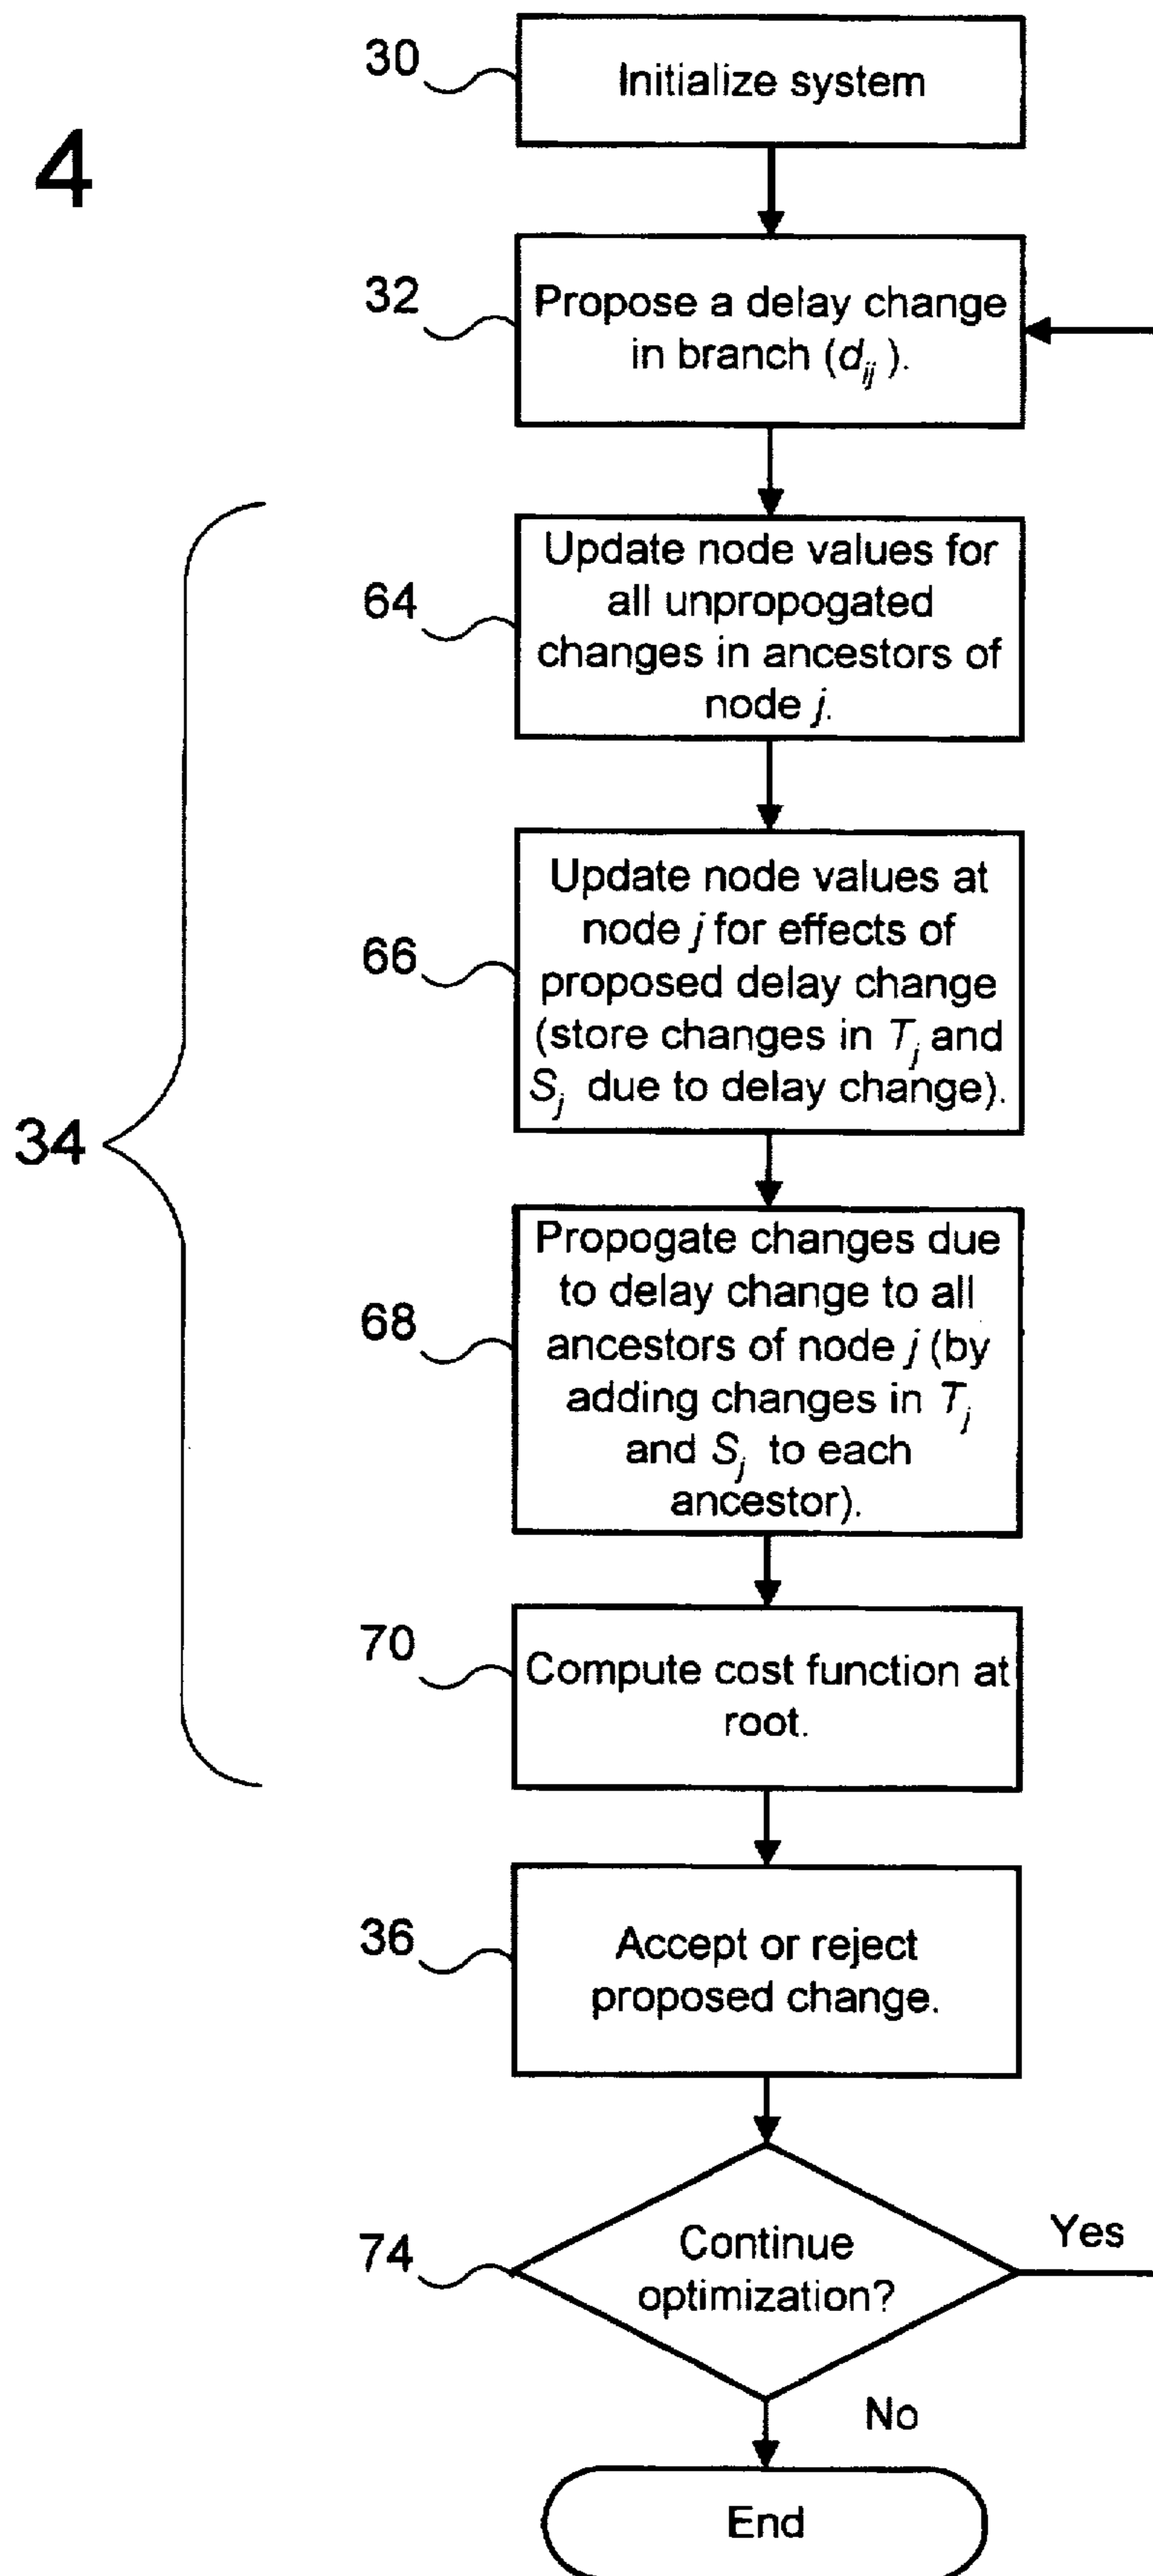 4
30
Initialize system
32
Propose a delay change
in branch (d_ij).
64
Update node values for
all unpropogated
changes in ancestors of
node j.
66
Update node values at
node j for effects of
proposed delay change
(store changes in T_j and
S_j due to delay change).
34
68
Propogate changes due
to delay change to all
ancestors of node j (by
adding changes in T_j
and S_j to each
ancestor).
70
Compute cost function at
root.
36
Accept or reject
proposed change.
74
Continue
optimization?
Yes
No
End